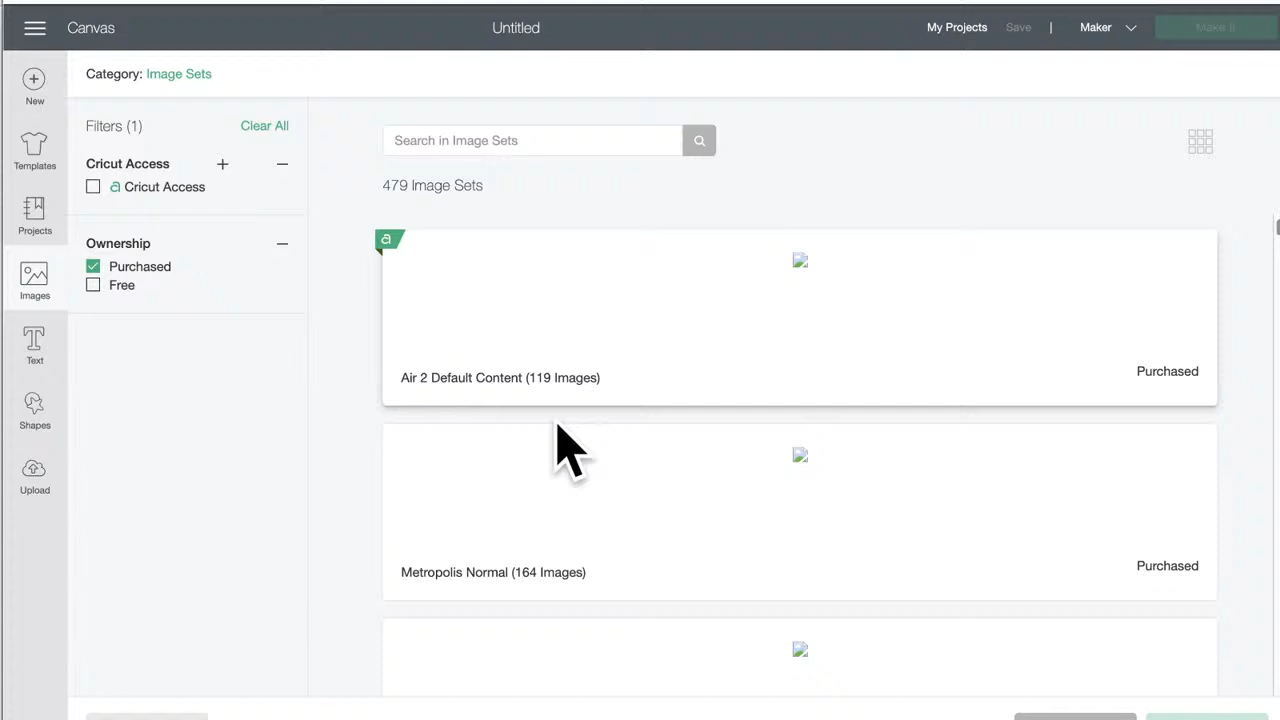 Canvas
Untitled
My Projects Save | Maker
Make It
New
Templates
Projects
Images
Text
Shapes
Upload
Category: Image Sets
Filters (1) Clear All
Cricut Access + −
a Cricut Access
Ownership −
Purchased
Free
Search in Image Sets
479 Image Sets
a
Air 2 Default Content (119 Images) Purchased
Metropolis Normal (164 Images) Purchased